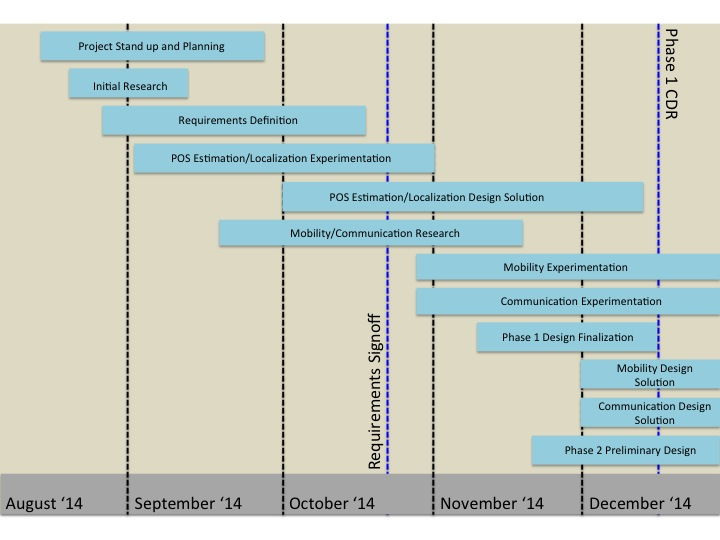 Phase 1 CDR
Project Stand up and Planning
Initial Research
Requirements Definition
POS Estimation/Localization Experimentation
POS Estimation/Localization Design Solution
Mobility/Communication Research
Mobility Experimentation
Communication Experimentation
Requirements Signoff
Phase 1 Design Finalization
Mobility Design
Solution
Communication Design
Solution
Phase 2 Preliminary Design
August ‘14
September ‘14
October ‘14
November ‘14
December ‘14